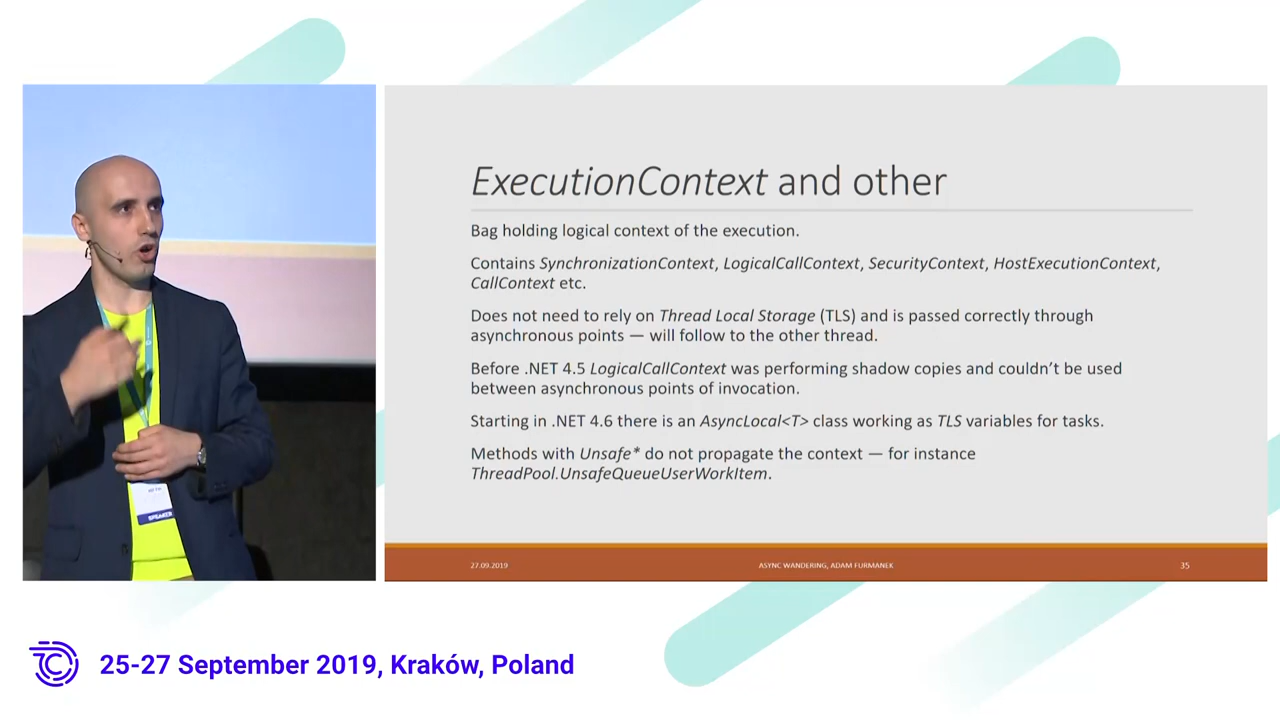 ExecutionContext and other
Bag holding logical context of the execution.
Contains SynchronizationContext, LogicalCallContext, SecurityContext, HostExecutionContext,
CallContext etc.
Does not need to rely on Thread Local Storage (TLS) and is passed correctly through
asynchronous points — will follow to the other thread.
Before .NET 4.5 LogicalCallContext was performing shadow copies and couldn't be used
between asynchronous points of invocation.
Starting in .NET 4.6 there is an AsyncLocal<T> class working as TLS variables for tasks.
Methods with Unsafe* do not propagate the context — for instance
ThreadPool.UnsafeQueueUserWorkItem.
27.09.2019
ASYNC WANDERING, ADAM FURMANEK
35
SPEAKER
25-27 September 2019, Kraków, Poland